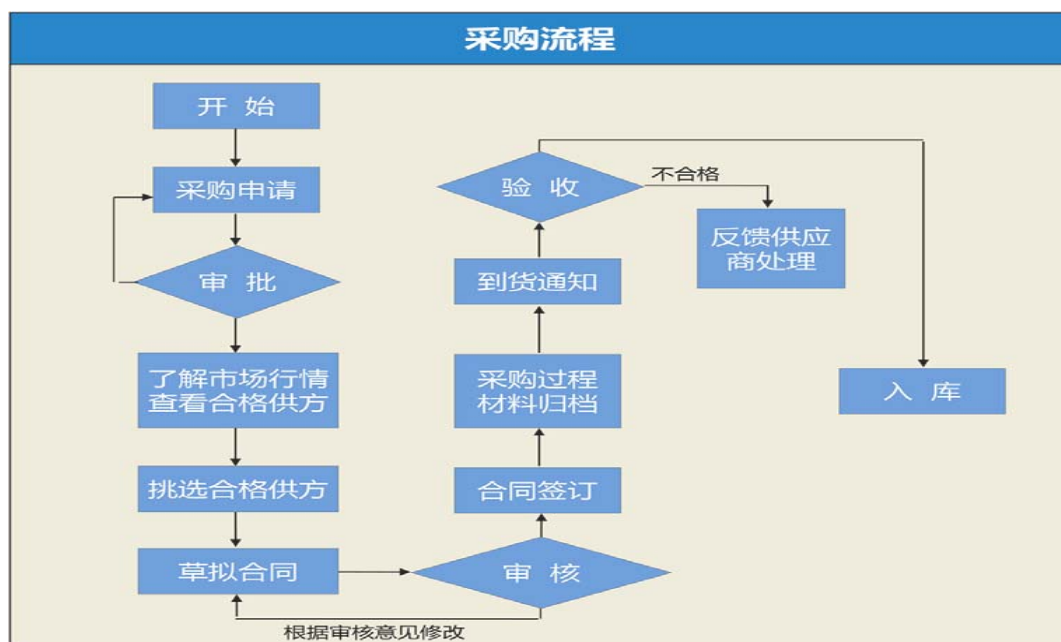 采购流程
开 始
采购申请
审 批
了解市场行情
查看合格供方
挑选合格供方
草拟合同
根据审核意见修改
审 核
合同签订
采购过程
材料归档
到货通知
验 收
不合格
反馈供应
商处理
入 库